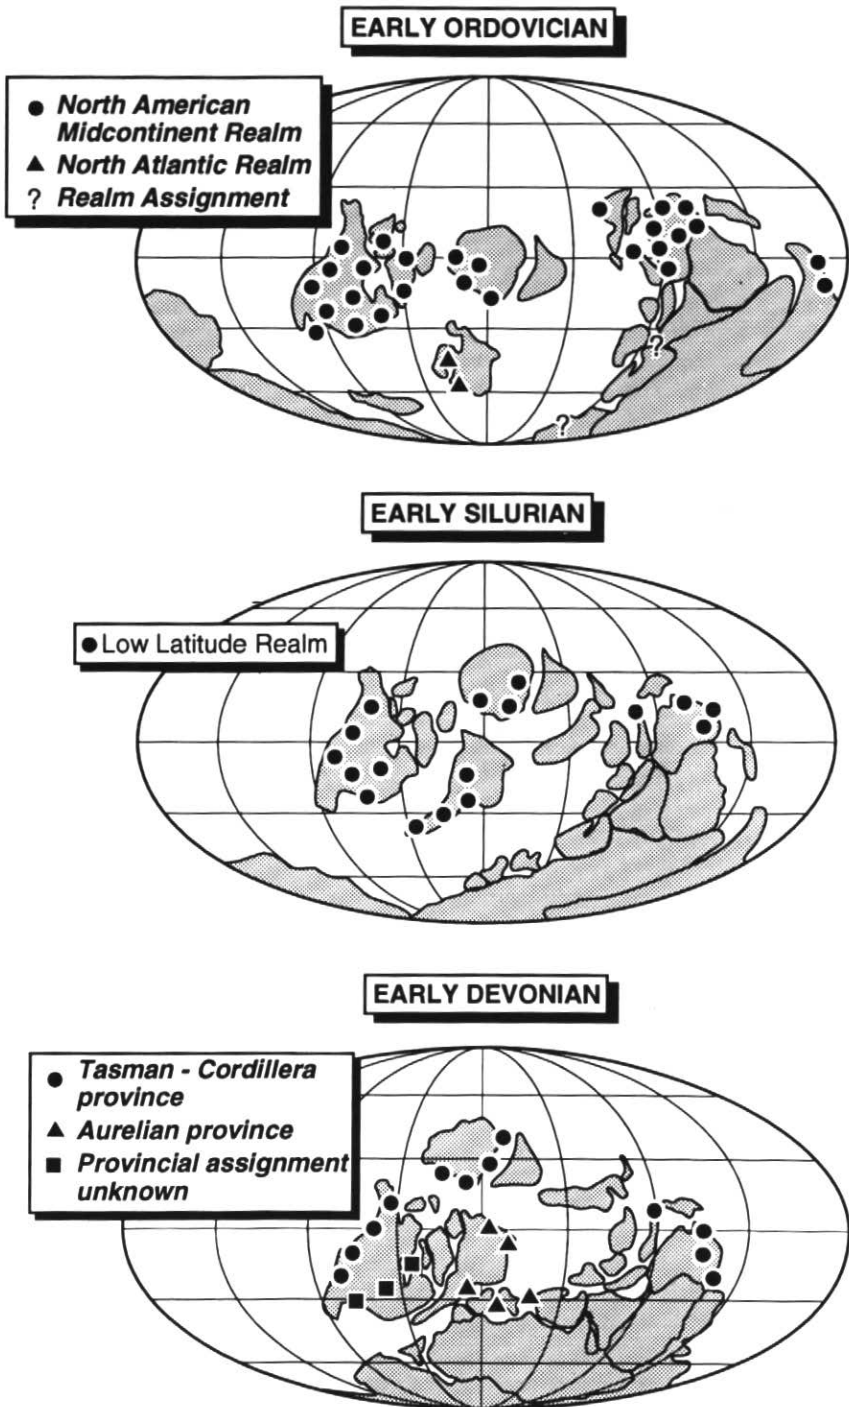 EARLY ORDOVICIAN
● North American
Midcontinent Realm
▲ North Atlantic Realm
? Realm Assignment
?
?
EARLY SILURIAN
● Low Latitude Realm
EARLY DEVONIAN
● Tasman - Cordillera
province
▲ Aurelian province
■ Provincial assignment
unknown